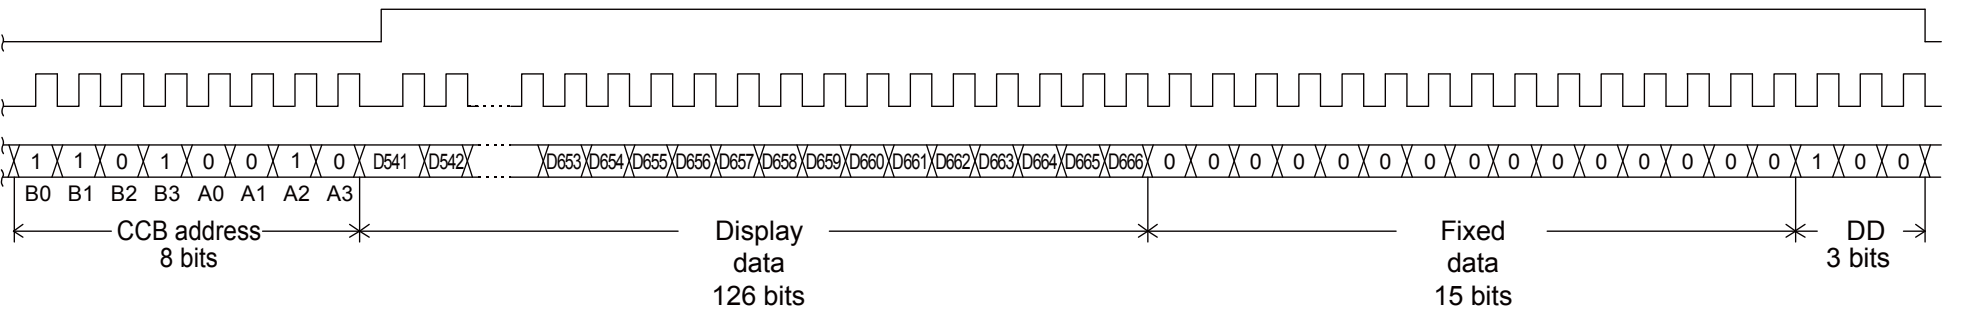 1 1 0 1 0 0 1 0 D541 D542 D653 D654 D655 D656 D657 D658 D659 D660 D661 D662 D663 D664 D665 D666 0 0 0 0 0 0 0 0 0 0 0 0 0 0 0 1 0 0
B0 B1 B2 B3 A0 A1 A2 A3
CCB address
8 bits
Display
data
126 bits
Fixed
data
15 bits
DD
3 bits